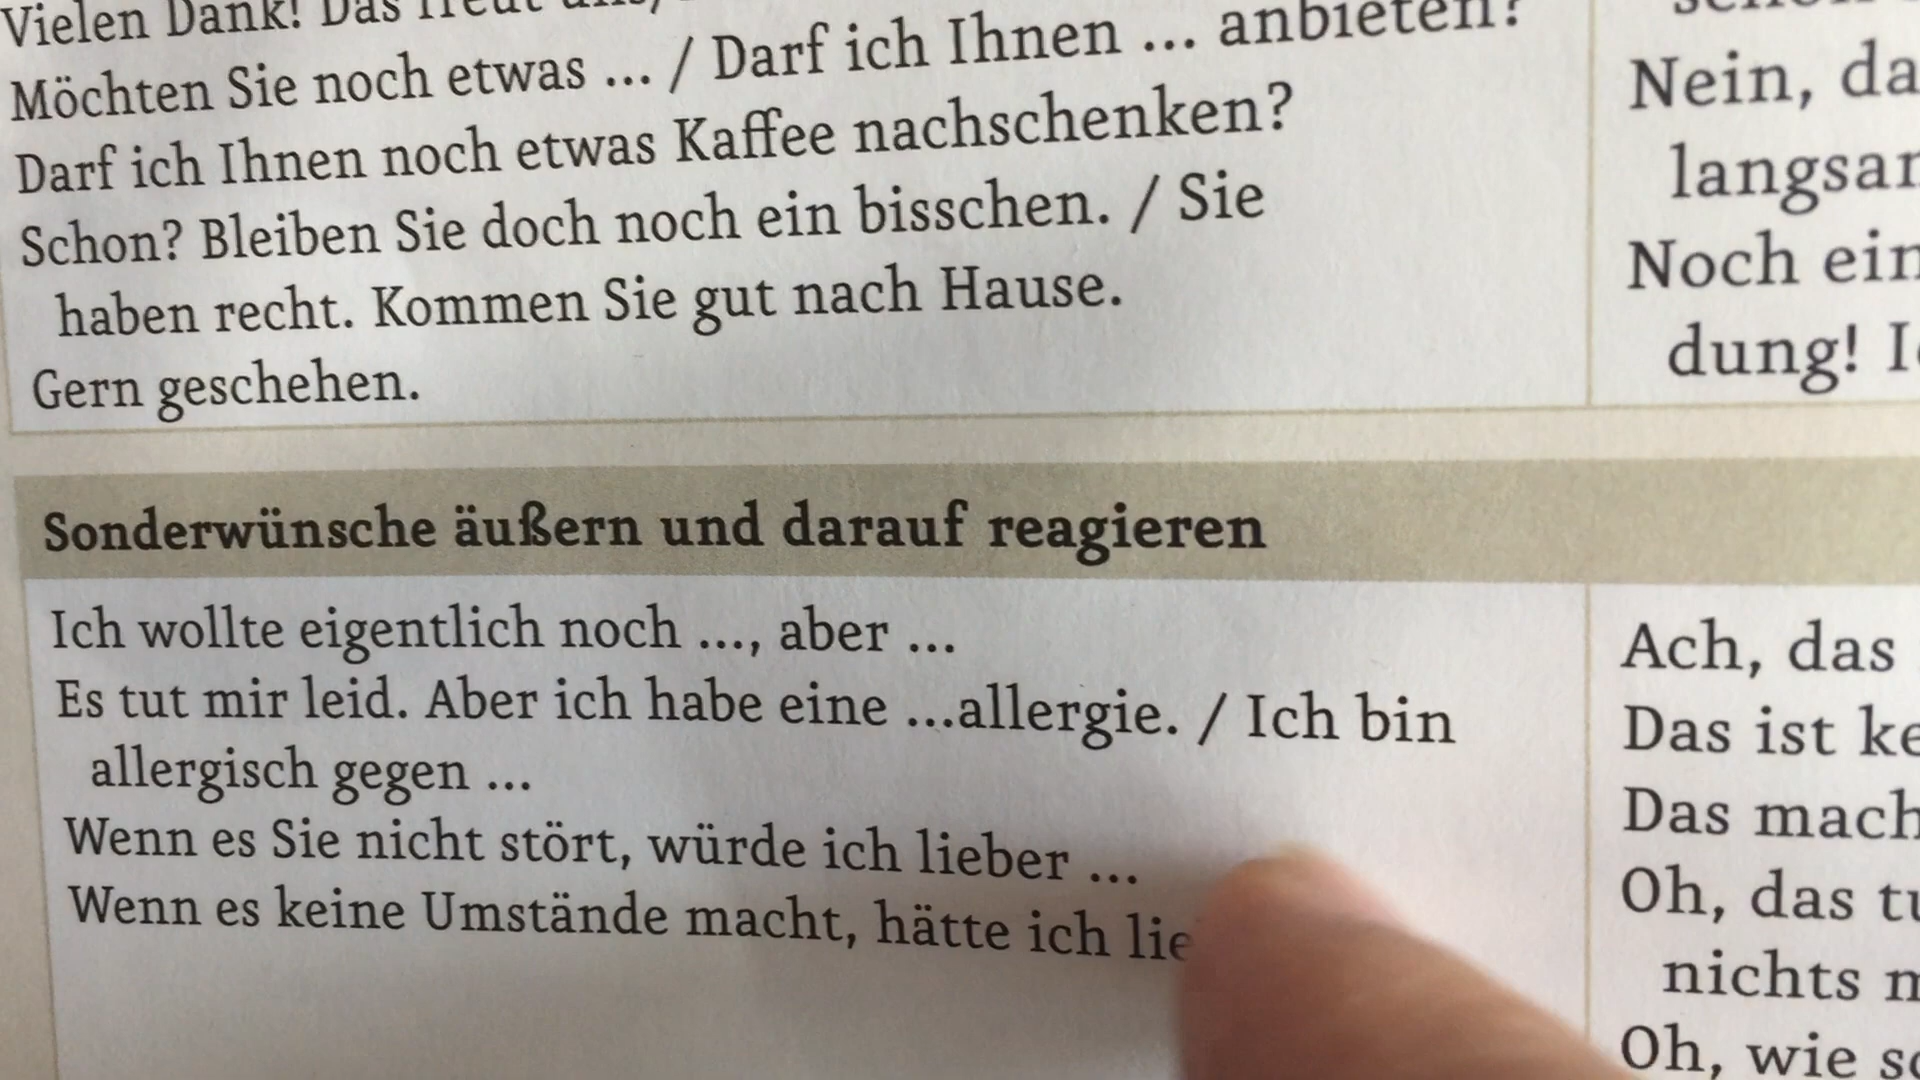 Vielen Dank! Das freut uns,
Möchten Sie noch etwas ... / Darf ich Ihnen ... anbieten?
Darf ich Ihnen noch etwas Kaffee nachschenken?
Schon? Bleiben Sie doch noch ein bisschen. / Sie
haben recht. Kommen Sie gut nach Hause.
Gern geschehen.
Nein, da
Noch ein
dung!
Sonderwünsche äußern und darauf reagieren
Ich wollte eigentlich noch ..., aber ...
Es tut mir leid. Aber ich habe eine ...allergie. / Ich bin
allergisch gegen ...
Wenn es Sie nicht stört, würde ich lieber ...
Wenn es keine Umstände macht, hätte ich lie
Ach, das
Das ist ke
Das mach
Oh, das tu
nichts
Oh, wie